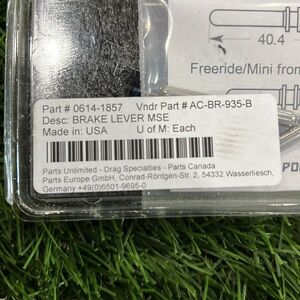 40.4
Freeride/Mini fron
Part # 0614-1857 Vndr Part # AC-BR-935-B
Desc: BRAKE LEVER MSE
Made in: USA U of M: Each
Parts Unlimited - Drag Specialties - Parts Canada
Parts Europe GmbH, Conrad-Röntgen-Str. 2, 54332 Wasserliesch,
Germany +49(0)6501-9695-0